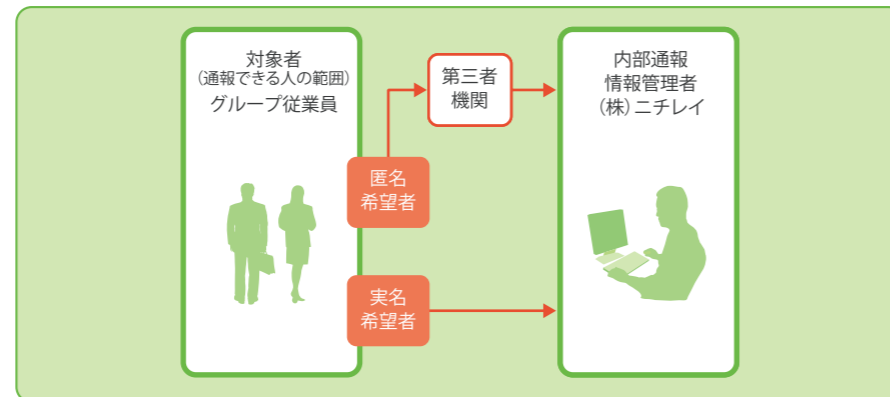 対象者
（通報できる人の範囲）
グループ従業員
匿名
希望者
実名
希望者
第三者
機関
内部通報
情報管理者
（株）ニチレイ